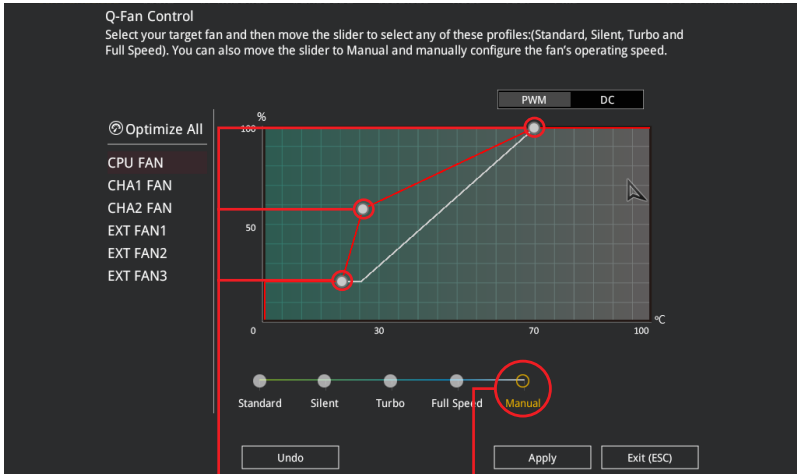 Q-Fan Control
Select your target fan and then move the slider to select any of these profiles:(Standard, Silent, Turbo and
Full Speed). You can also move the slider to Manual and manually configure the fan's operating speed.
PWM DC
%
Optimize All
100
CPU FAN
CHA1 FAN
CHA2 FAN
50
EXT FAN1
EXT FAN2
EXT FAN3
ºC
0 30 70 100
Standard Silent Turbo Full Speed Manual
Undo Apply Exit (ESC)